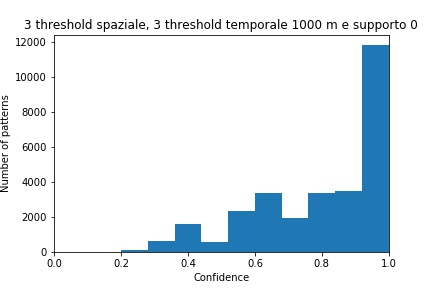 3 threshold spaziale, 3 threshold temporale 1000 m e supporto 0
12000
10000
8000
6000
4000
2000
0
Number of patterns
0.0 0.2 0.4 0.6 0.8 1.0
Confidence